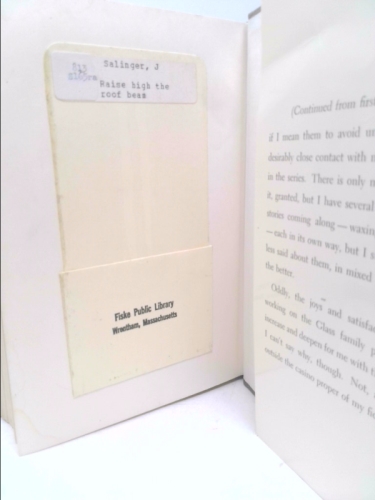 Salinger, J
Raise high the
roof beam
Fiske Public Library
Wrentham, Massachusetts
(Continued from first
if I mean them to avoid
desirably close contact with
in the series. There is only
it, granted, but I have several
stories coming along — waxing
— each in its own way, but I
less said about them, in mixed
the better.
Oddly, the joys and satisfac
working on the Glass family
increase and deepen for me with
I can't say why, though. Not,
outside the casino proper of my